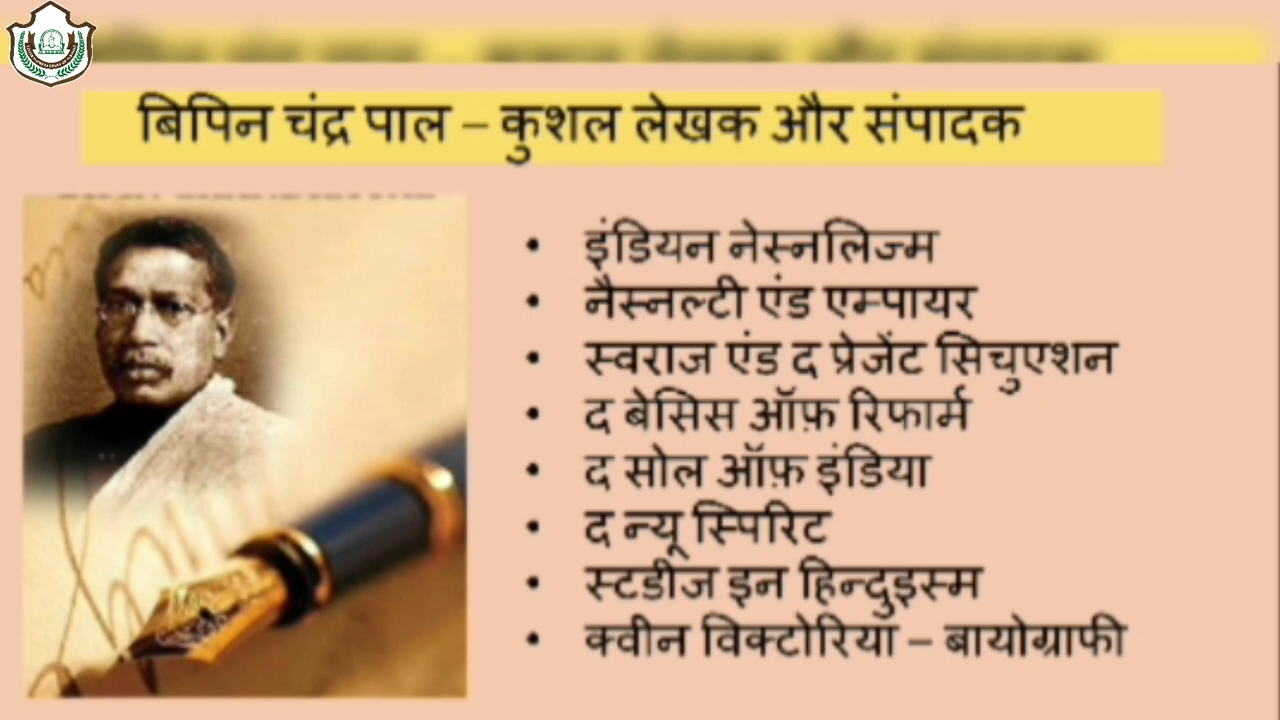 बिपिन चंद्र पाल – कुशल लेखक और संपादक
• इंडियन नेस्नलिज्म
• नैस्नल्टी एंड एम्पायर
• स्वराज एंड द प्रेजेंट सिचुएशन
• द बेसिस ऑफ़ रिफार्म
• द सोल ऑफ़ इंडिया
• द न्यू स्पिरिट
• स्टडीज इन हिन्दुइस्म
• क्वीन विक्टोरिया – बायोग्राफी